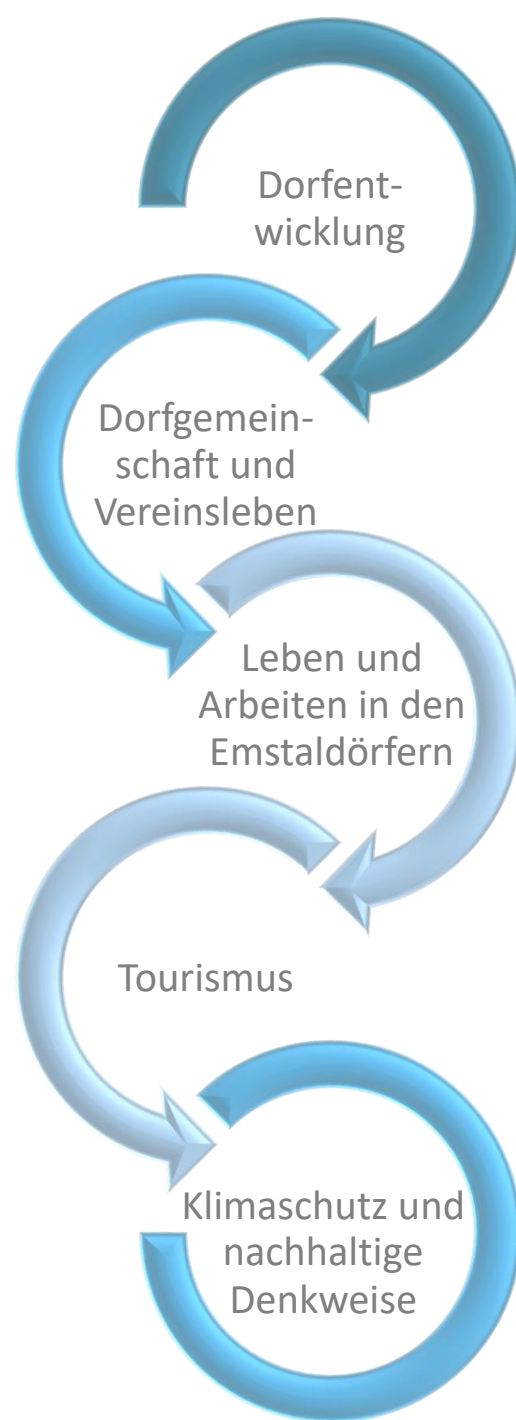 Dorfent-
wicklung
Dorfgemein-
schaft und
Vereinsleben
Leben und
Arbeiten in den
Emstaldörfern
Tourismus
Klimaschutz und
nachhaltige
Denkweise